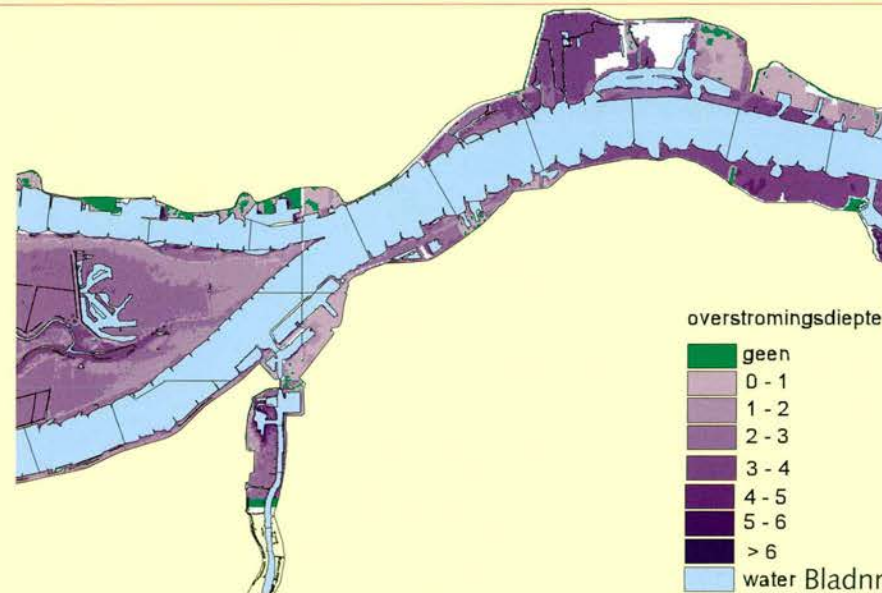 overstromingsdiepte
geen
0 - 1
1 - 2
2 - 3
3 - 4
4 - 5
5 - 6
> 6
water Bladnr